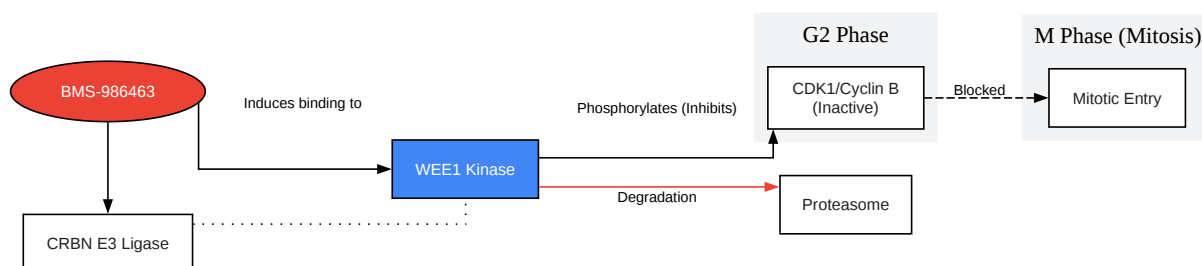 G2 Phase
M Phase (Mitosis)
BMS-986463
Induces binding to
Phosphorylates (Inhibits)
CDK1/Cyclin B
(Inactive)
Blocked
Mitotic Entry
WEE1 Kinase
Degradation
Proteasome
CRBN E3 Ligase